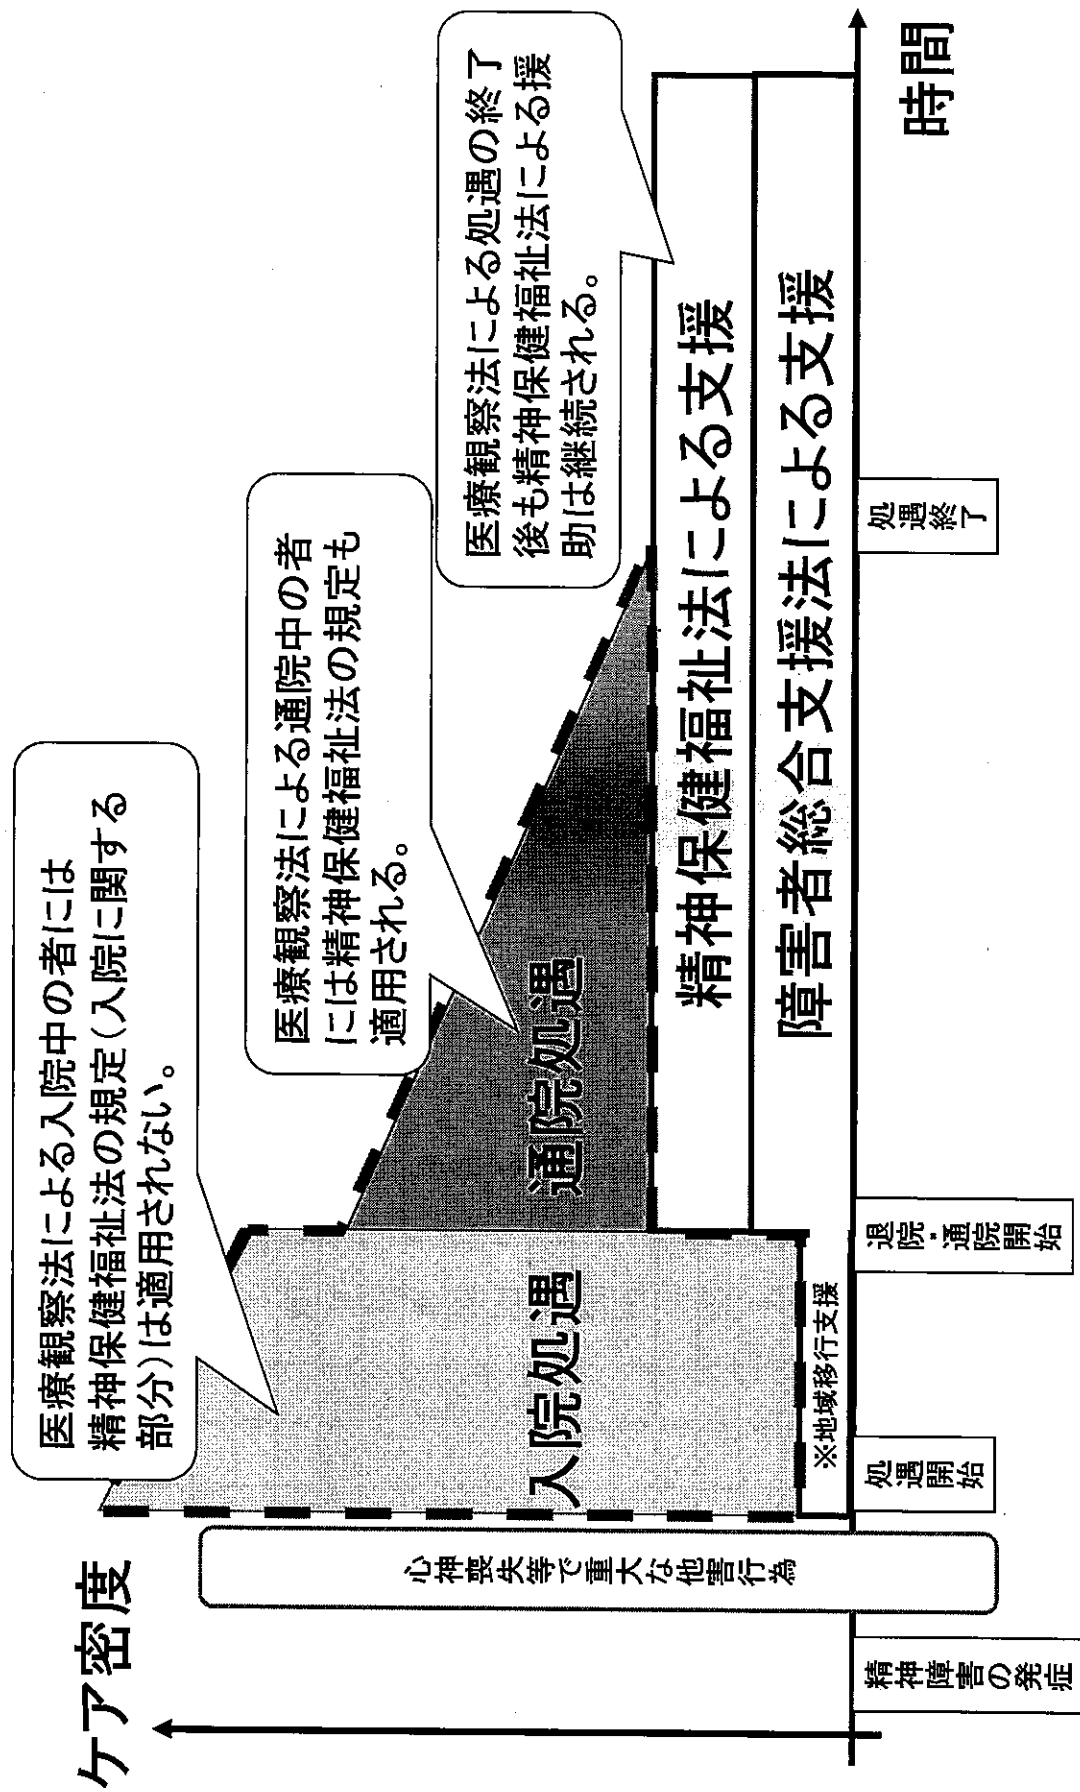 ケア密度
医療観察法による入院中の者には
精神保健福祉法の規定（入院に関する
部分）は適用されない。
医療観察法による通院中の者
には精神保健福祉法の規定も
適用される。
医療観察法による処遇の終了
後も精神保健福祉法による援
助は継続される。
心神喪失等で重大な他害行為
入院処遇
通院処遇
精神保健福祉法による支援
障害者総合支援法による支援
※地域移行支援
精神
障害
の発
症
処遇
開始
退院・通院開始
処遇
終了
時間